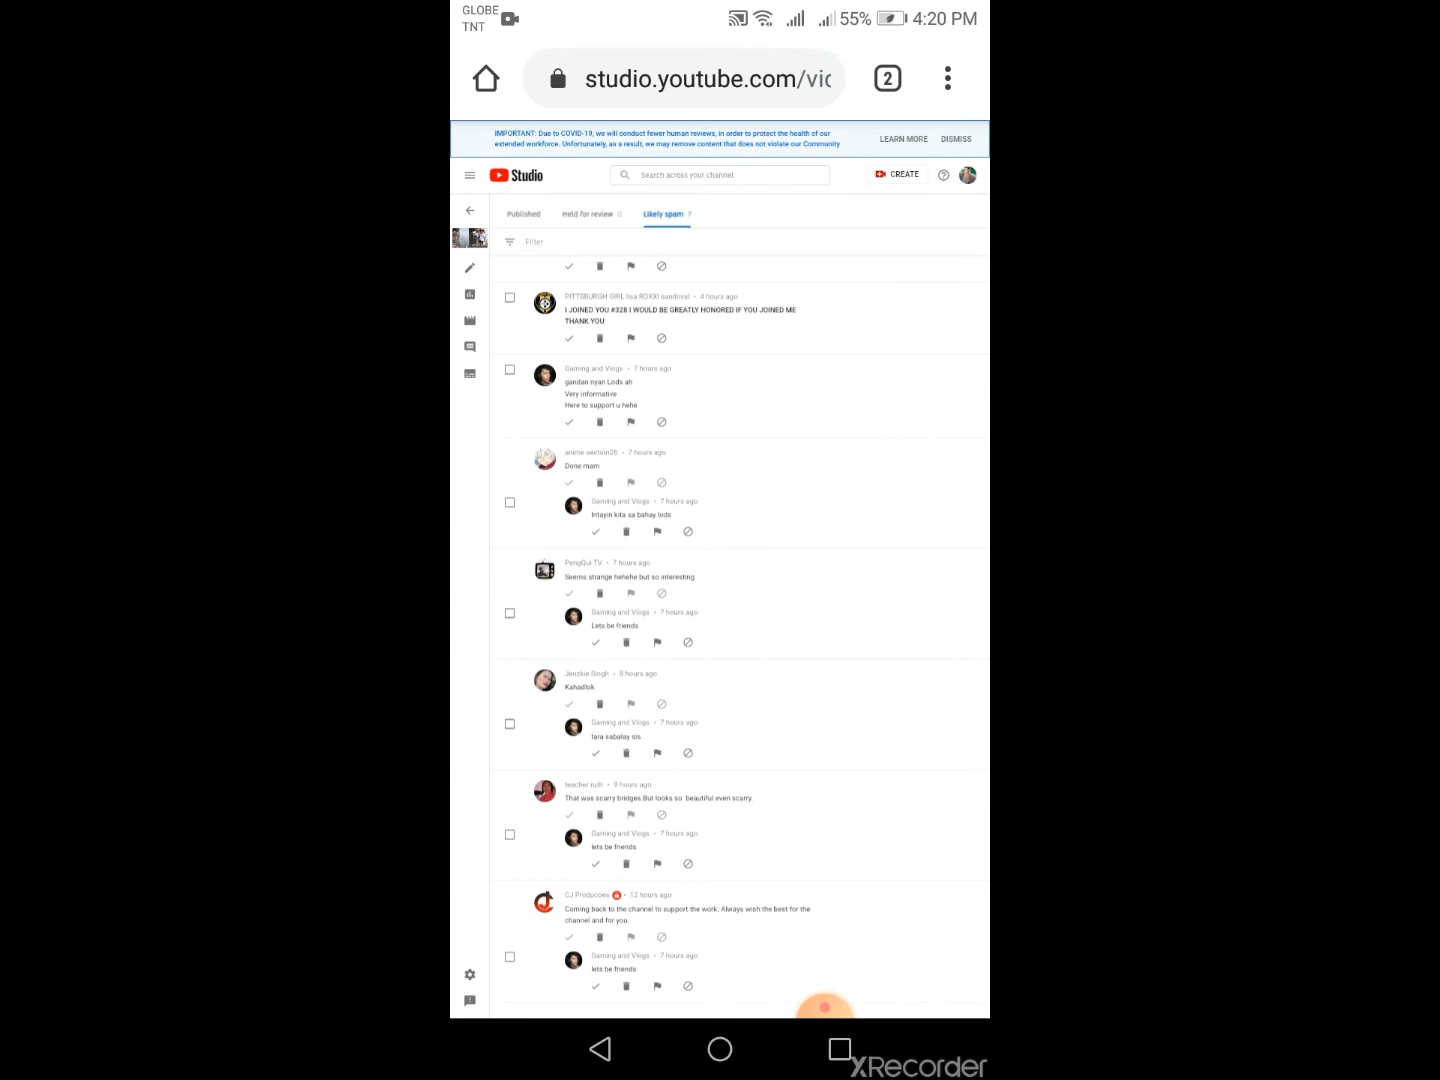 GLOBE
TNT
55%
4:20 PM
studio.youtube.com/vic
2
IMPORTANT: Due to COVID-19, we will conduct fewer human reviews, in order to protect the health of our
extended workforce. Unfortunately, as a result, we may remove content that does not violate our Community
LEARN MORE
DISMISS
Studio
Search across your channel
CREATE
Published
Held for review 0
Likely spam 7
Filter
PITTSBURGH GIRL lisa ROXXI sandoval • 4 hours ago
I JOINED YOU #328 I WOULD BE GREATLY HONORED IF YOU JOINED ME
THANK YOU
Gaming and Vlogs • 7 hours ago
gandan nyan Lods ah
Very informative
Here to support u hehe
anime section26 • 7 hours ago
Done mam
Gaming and Vlogs • 7 hours ago
Intayin kita sa bahay lods
PengQui TV • 7 hours ago
Seems strange hehehe but so interesting
Gaming and Vlogs • 7 hours ago
Lets be friends
Jenzkie Singh • 8 hours ago
Kahadlok
Gaming and Vlogs • 7 hours ago
tara sabalay sis
teacher ruth • 9 hours ago
That was scarry bridges.But looks so beautiful even scarry.
Gaming and Vlogs • 7 hours ago
lets be friends
CJ Producoes • 12 hours ago
Coming back to the channel to support the work. Always wish the best for the
channel and for you.
Gaming and Vlogs • 7 hours ago
lets be friends
XRecorder